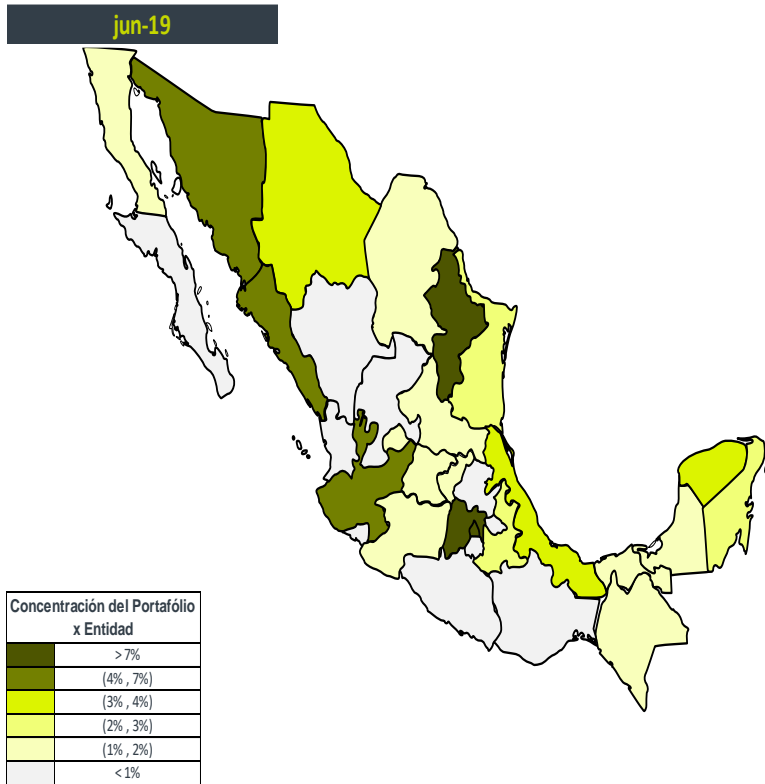 jun-19
Concentración del Portafólio
x Entidad
>7%
(4% , 7%)
(3% , 4%)
(2% , 3%)
(1% , 2%)
<1%